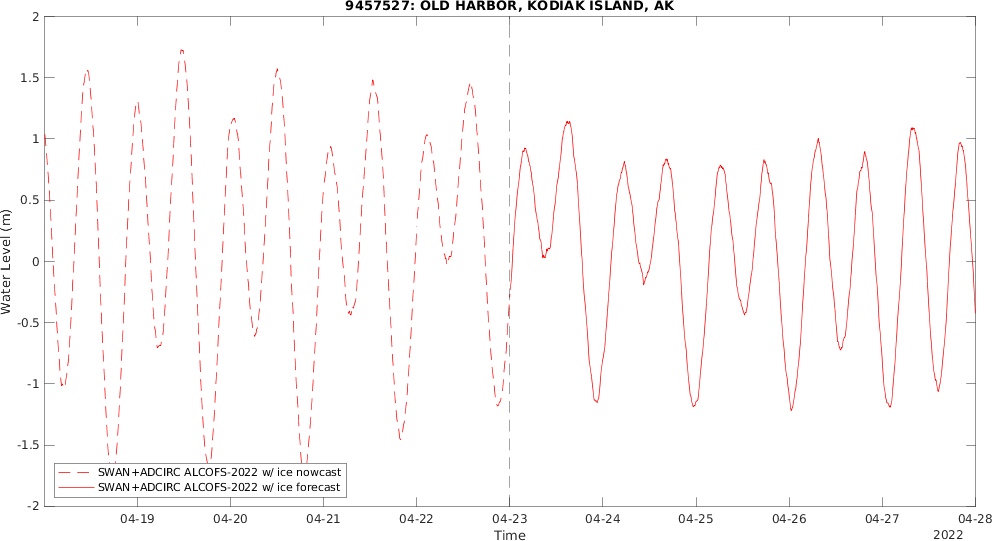 9457527: OLD HARBOR, KODIAK ISLAND, AK
2
1.5
1
0.5
0
-0.5
-1
-1.5
-2
Water Level (m)
SWAN+ADCIRC ALCOFS-2022 w/ ice nowcast
SWAN+ADCIRC ALCOFS-2022 w/ ice forecast
04-19 04-20 04-21 04-22 04-23 04-24 04-25 04-26 04-27 04-28
Time
2022